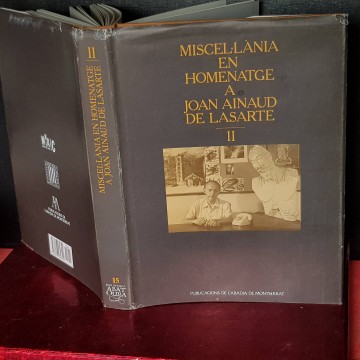 MISCEL·LÀNIA
EN
HOMENATGE
A
JOAN AINAUD
DE LASARTE
II
PUBLICACIONS DE L'ABADIA DE MONTSERRAT
II
MISCEL·LÀNIA EN HOMENATGE
A JOAN AINAUD DE LASARTE
15